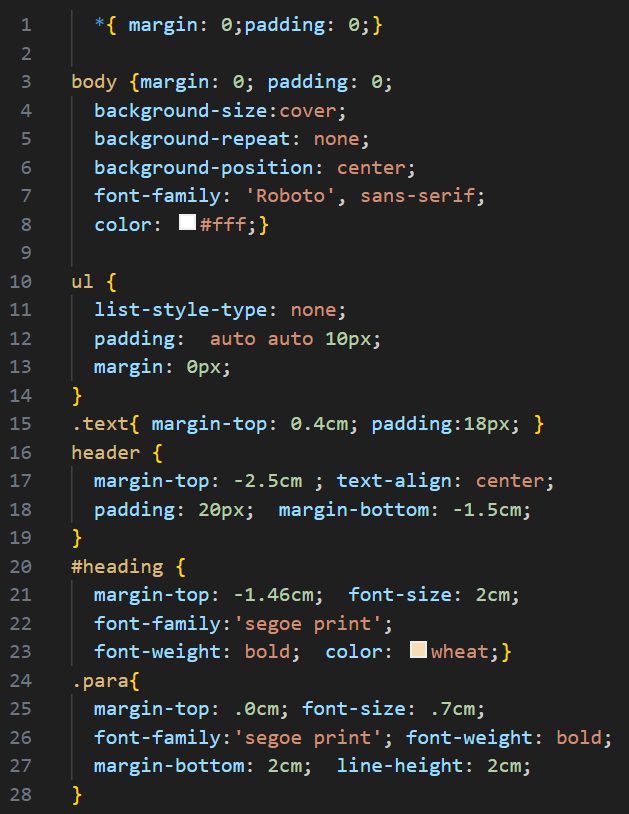 1 *{ margin: 0;padding: 0;}
2
3 body {margin: 0; padding: 0;
4 background-size:cover;
5 background-repeat: none;
6 background-position: center;
7 font-family: 'Roboto', sans-serif;
8 color: #fff;}
9
10 ul {
11 list-style-type: none;
12 padding:  auto auto 10px;
13 margin: 0px;
14 }
15 .text{ margin-top: 0.4cm; padding:18px; }
16 header {
17 margin-top: -2.5cm ; text-align: center;
18 padding: 20px;  margin-bottom: -1.5cm;
19 }
20 #heading {
21 margin-top: -1.46cm;  font-size: 2cm;
22 font-family:'segoe print';
23 font-weight: bold;  color: wheat;}
24 .para{
25 margin-top: .0cm; font-size: .7cm;
26 font-family:'segoe print'; font-weight: bold;
27 margin-bottom: 2cm;  line-height: 2cm;
28 }